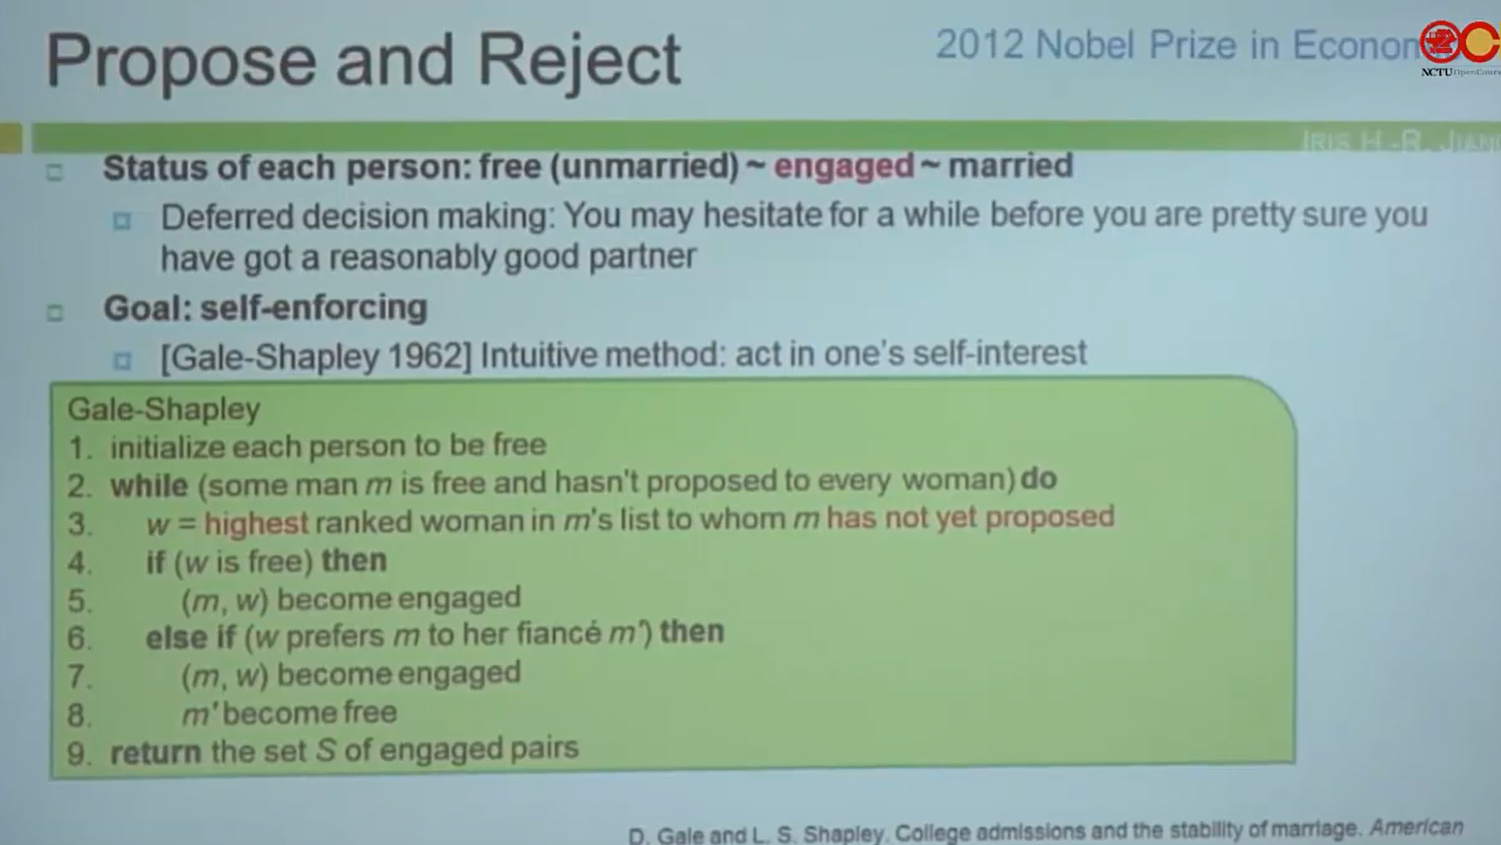 Propose and Reject
2012 Nobel Prize in Econom
NCTU OpenCours
IRIS H.-R. JIANG
Status of each person: free (unmarried) ~ engaged ~ married
Deferred decision making: You may hesitate for a while before you are pretty sure you
have got a reasonably good partner
Goal: self-enforcing
[Gale-Shapley 1962] Intuitive method: act in one's self-interest
Gale-Shapley
1. initialize each person to be free
2. while (some man m is free and hasn't proposed to every woman) do
3. w = highest ranked woman in m's list to whom m has not yet proposed
4. if (w is free) then
5. (m, w) become engaged
6. else if (w prefers m to her fiancé m') then
7. (m, w) become engaged
8. m' become free
9. return the set S of engaged pairs
D. Gale and L. S. Shapley. College admissions and the stability of marriage. American